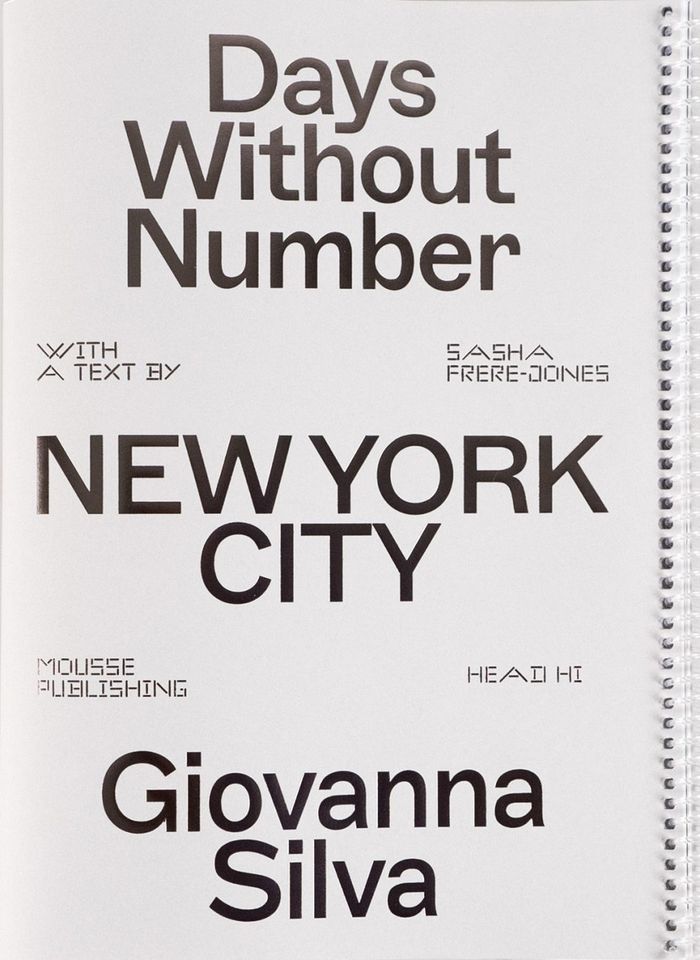 Days
Without
Number
WITH
A TEXT BY
SASHA
FRERE-JONES
NEW YORK
CITY
MOUSSE
PUBLISHING
HEAD HI
Giovanna
Silva